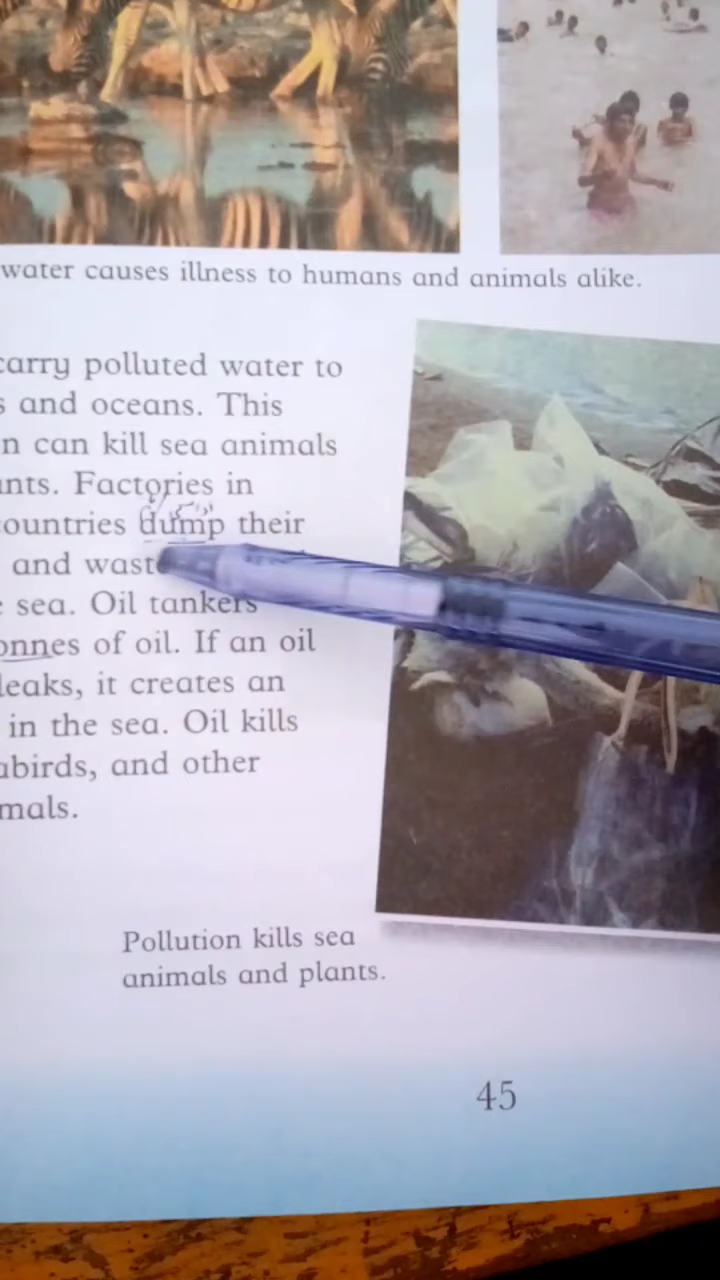 water causes illness to humans and animals alike.
carry polluted water to
s and oceans. This
n can kill sea animals
nts. Factories in
countries dump their
and waste
sea. Oil tankers
onnes of oil. If an oil
leaks, it creates an
in the sea. Oil kills
abirds, and other
mals.
Pollution kills sea
animals and plants.
45